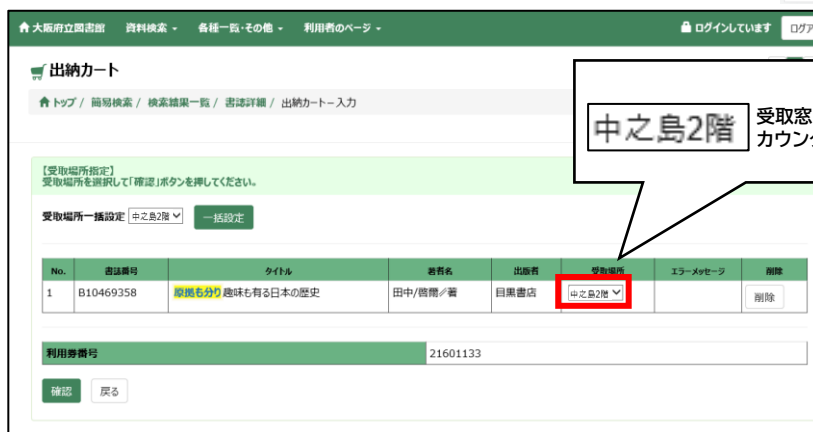 大阪府立図書館 資料検索 各種一覧・その他 利用者のページ ログインしています
出納カート
トップ / 簡易検索 / 検索結果一覧 / 書誌詳細 / 出納カート－入力
中之島2階
受取窓
カウン
【受取場所指定】
受取場所を選択して「確認」ボタンを押してください。
受取場所一括設定 中之島2階 一括設定
No. 書誌番号 タイトル 著者名 出版者 受取場所 エラーメッセージ 削除
1 B10469358 原拠も分り趣味も有る日本の歴史 田中/啓爾∥著 目黒書店 中之島2階 削除
利用券番号 21601133
確認 戻る